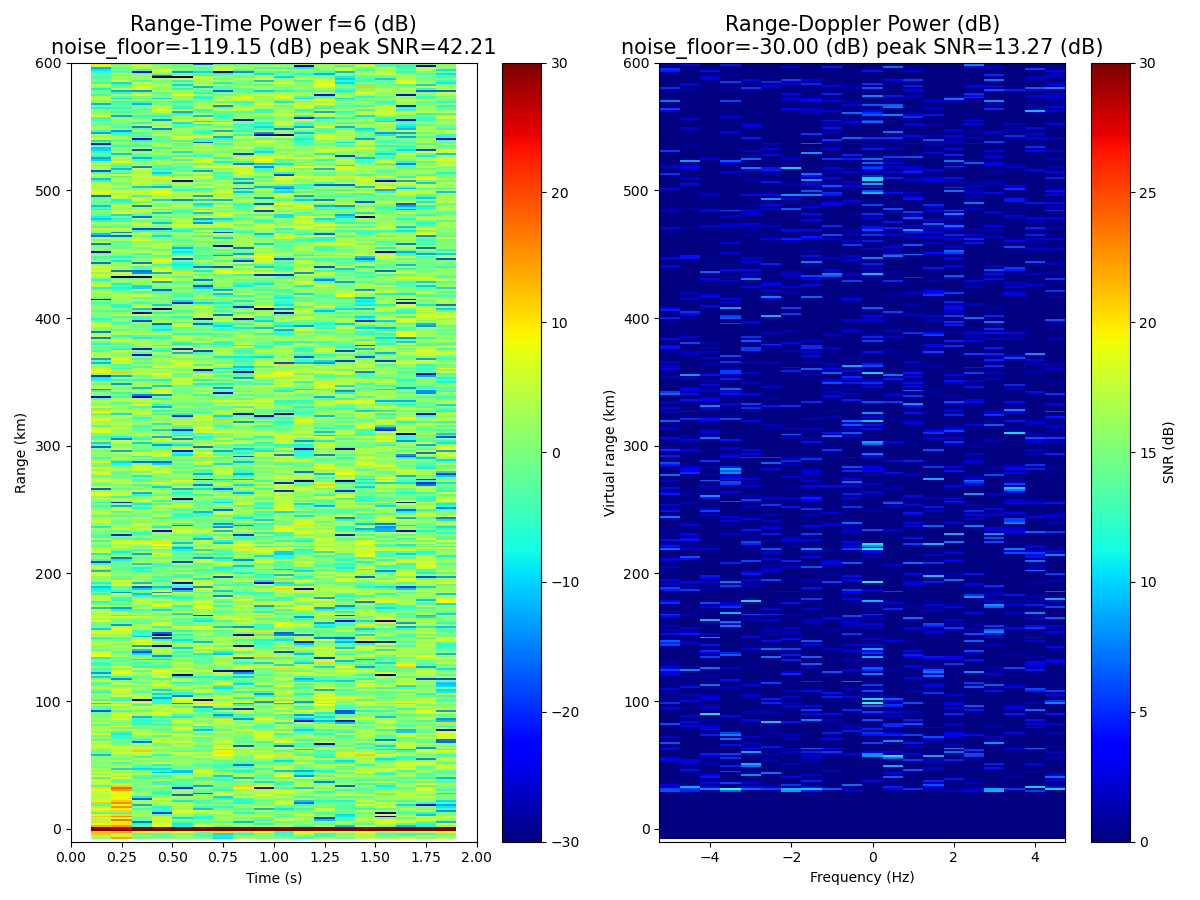 Range-Time Power f=6 (dB)
noise_floor=-119.15 (dB) peak SNR=42.21
600
500
400
300
200
100
0
Range (km)
0.00 0.25 0.50 0.75 1.00 1.25 1.50 1.75 2.00
Time (s)
30
20
10
0
−10
−20
−30
Range-Doppler Power (dB)
noise_floor=-30.00 (dB) peak SNR=13.27 (dB)
600
500
400
300
200
100
0
Virtual range (km)
−4 −2 0 2 4
Frequency (Hz)
30
25
20
15
10
5
0
SNR (dB)